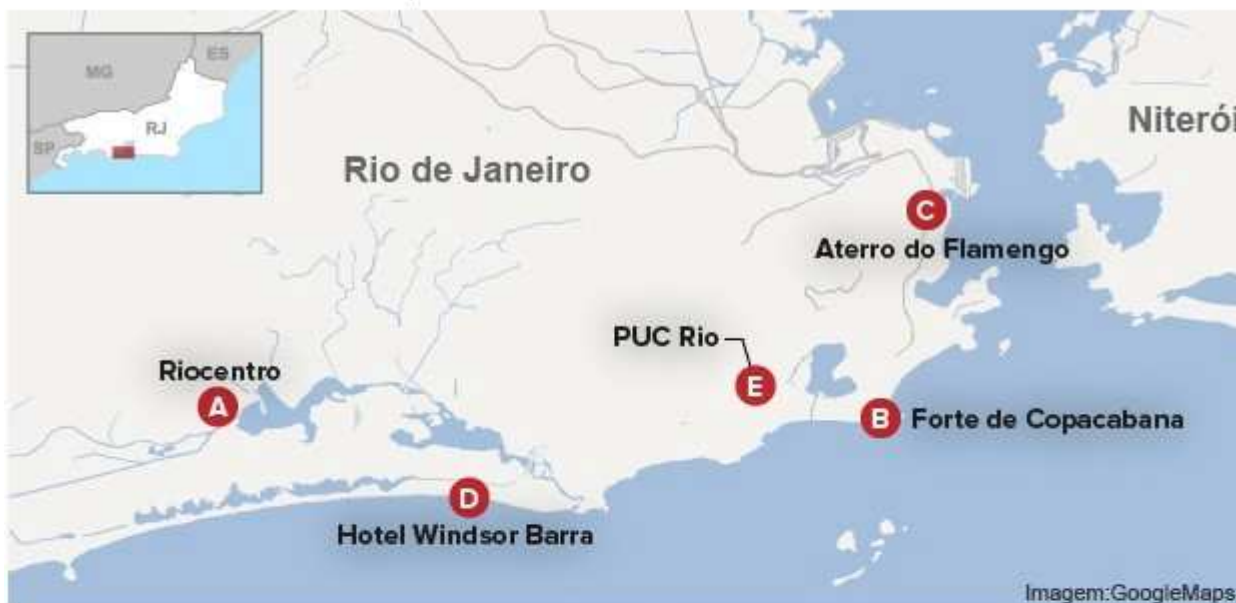 MG
ES
RJ
SP
Niterói
Rio de Janeiro
C
Aterro do Flamengo
PUC Rio
E
Riocentro
A
B Forte de Copacabana
D
Hotel Windsor Barra
Imagem:GoogleMaps